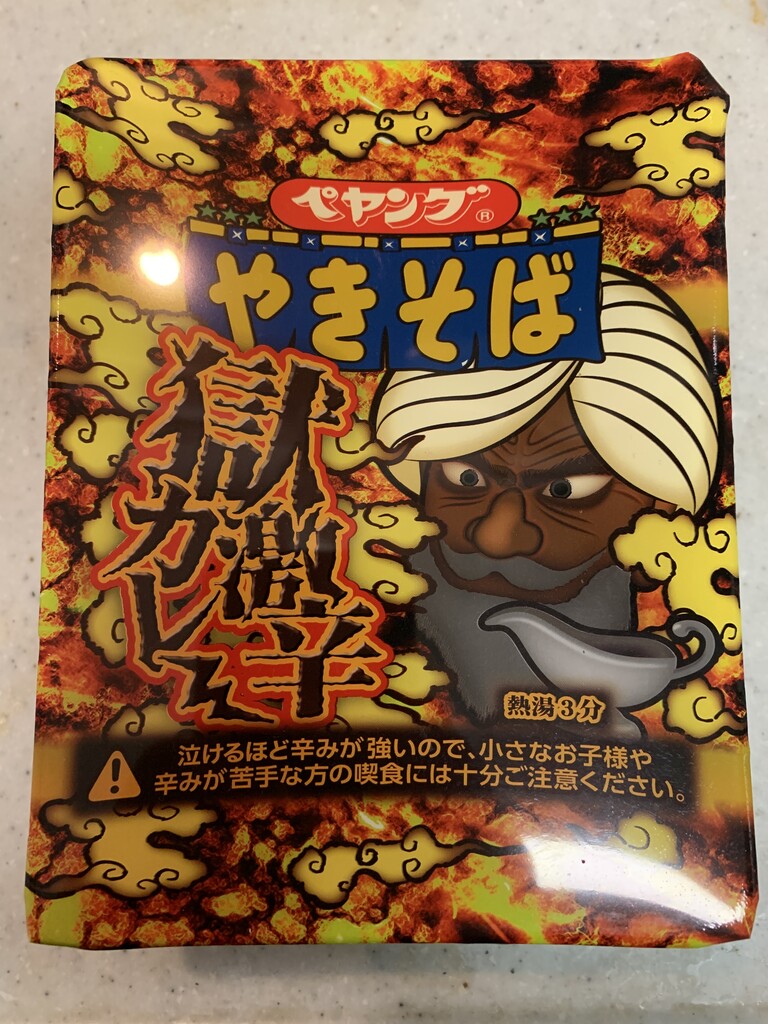 ペヤング®
やきそば
獄激辛
カレー
熱湯3分
泣けるほど辛みが強いので、小さなお子様や
辛みが苦手な方の喫食には十分ご注意ください。